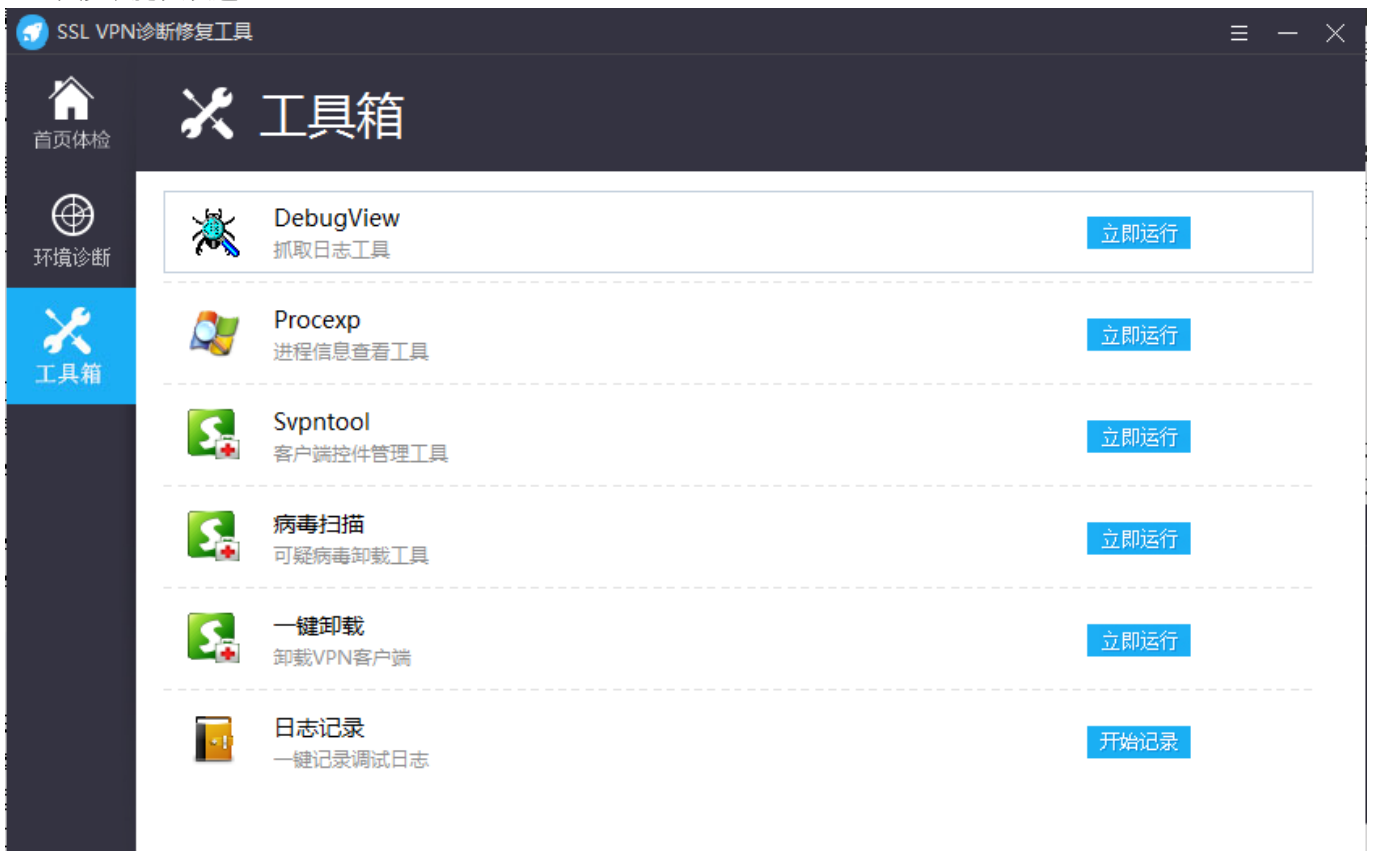 SSL VPN诊断修复工具
首页体检
工具箱
环境诊断
工具箱
DebugView
抓取日志工具
立即运行
Procexp
进程信息查看工具
立即运行
Svpntool
客户端控件管理工具
立即运行
病毒扫描
可疑病毒卸载工具
立即运行
一键卸载
卸载VPN客户端
立即运行
日志记录
一键记录调试日志
开始记录